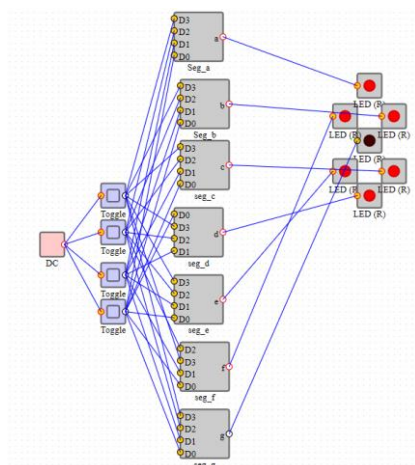 D3
D2
D1
D0
a
Seg_a
D3
D2
D1
D0
b
Seg_b
D3
D2
D1
D0
c
seg_c
D0
D3
D2
D1
d
seg_d
D3
D2
D1
D0
e
seg_e
D2
D3
D1
D0
f
seg_f
D3
D2
D1
D0
g
DC
Toggle
Toggle
Toggle
Toggle
LED (R)
LED (R)
LED (R)
LED (R)
LED (R)
LED (R)
LED (R)